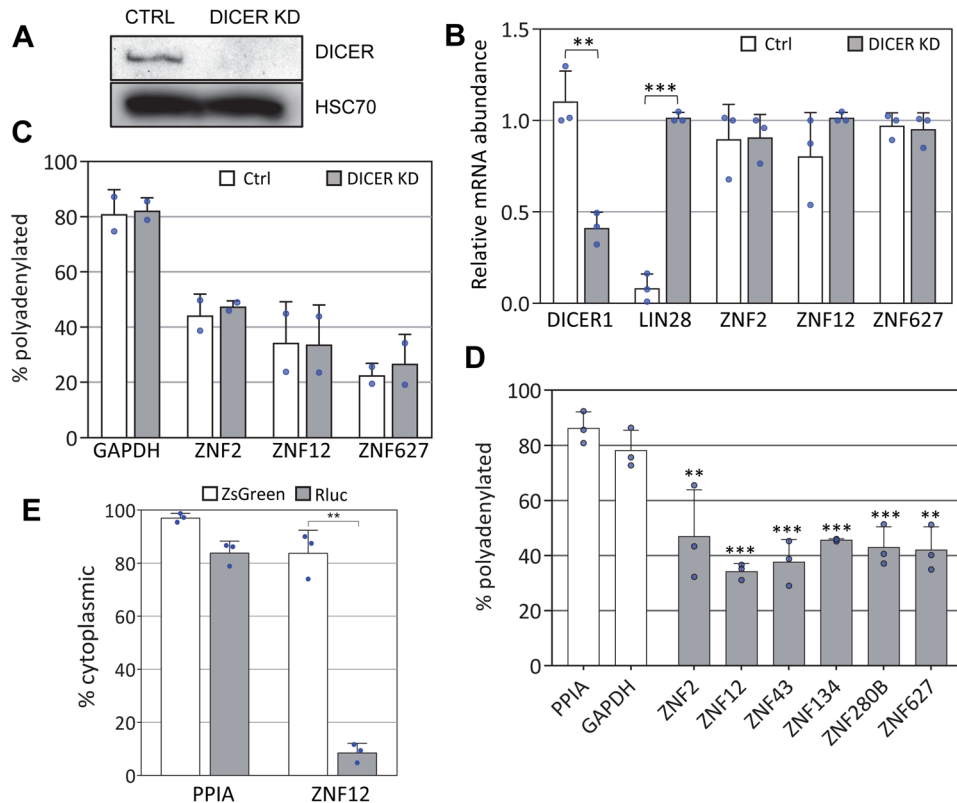 A
CTRL DICER KD
DICER
HSC70
B
Relative mRNA abundance
Ctrl DICER KD
1.5
1.0
0.5
0.0
** ***
DICER1 LIN28 ZNF2 ZNF12 ZNF627
C
% polyadenylated
Ctrl DICER KD
100
80
60
40
20
0
GAPDH ZNF2 ZNF12 ZNF627
D
% polyadenylated
100
80
60
40
20
0
** *** *** *** *** **
PPIA GAPDH ZNF2 ZNF12 ZNF43 ZNF134 ZNF280B ZNF627
E
% cytoplasmic
ZsGreen Rluc
100
80
60
40
20
0
**
PPIA ZNF12